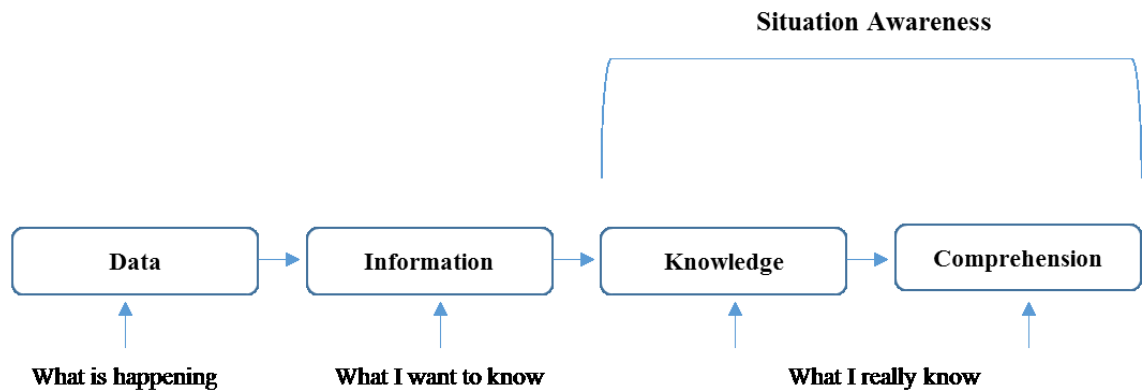 Situation Awareness
Data
Information
Knowledge
Comprehension
What is happening
What I want to know
What I really know